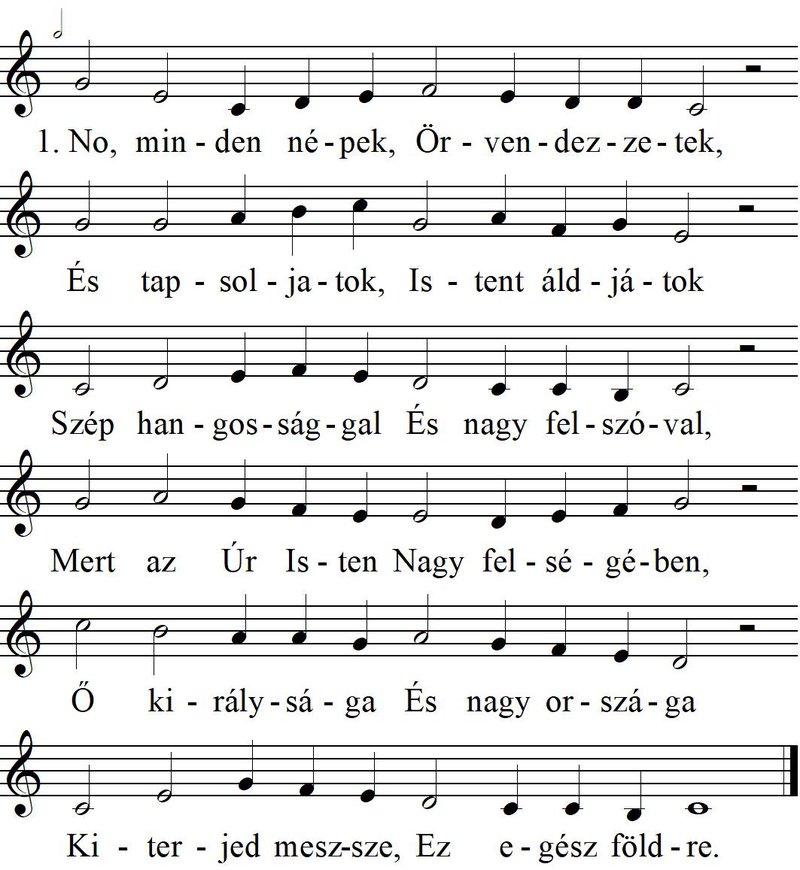 1. No, min - den né - pek, Ör - ven - dez - ze - tek,
És tap - sol - ja - tok, Is - tent áld - já - tok
Szép han - gos - ság - gal És nagy fel - szó - val,
Mert az Úr Is - ten Nagy fel - sé - gé - ben,
Ő ki - rály - sá - ga És nagy or - szá - ga
Ki - ter - jed mesz - sze, Ez e - gész föld - re.